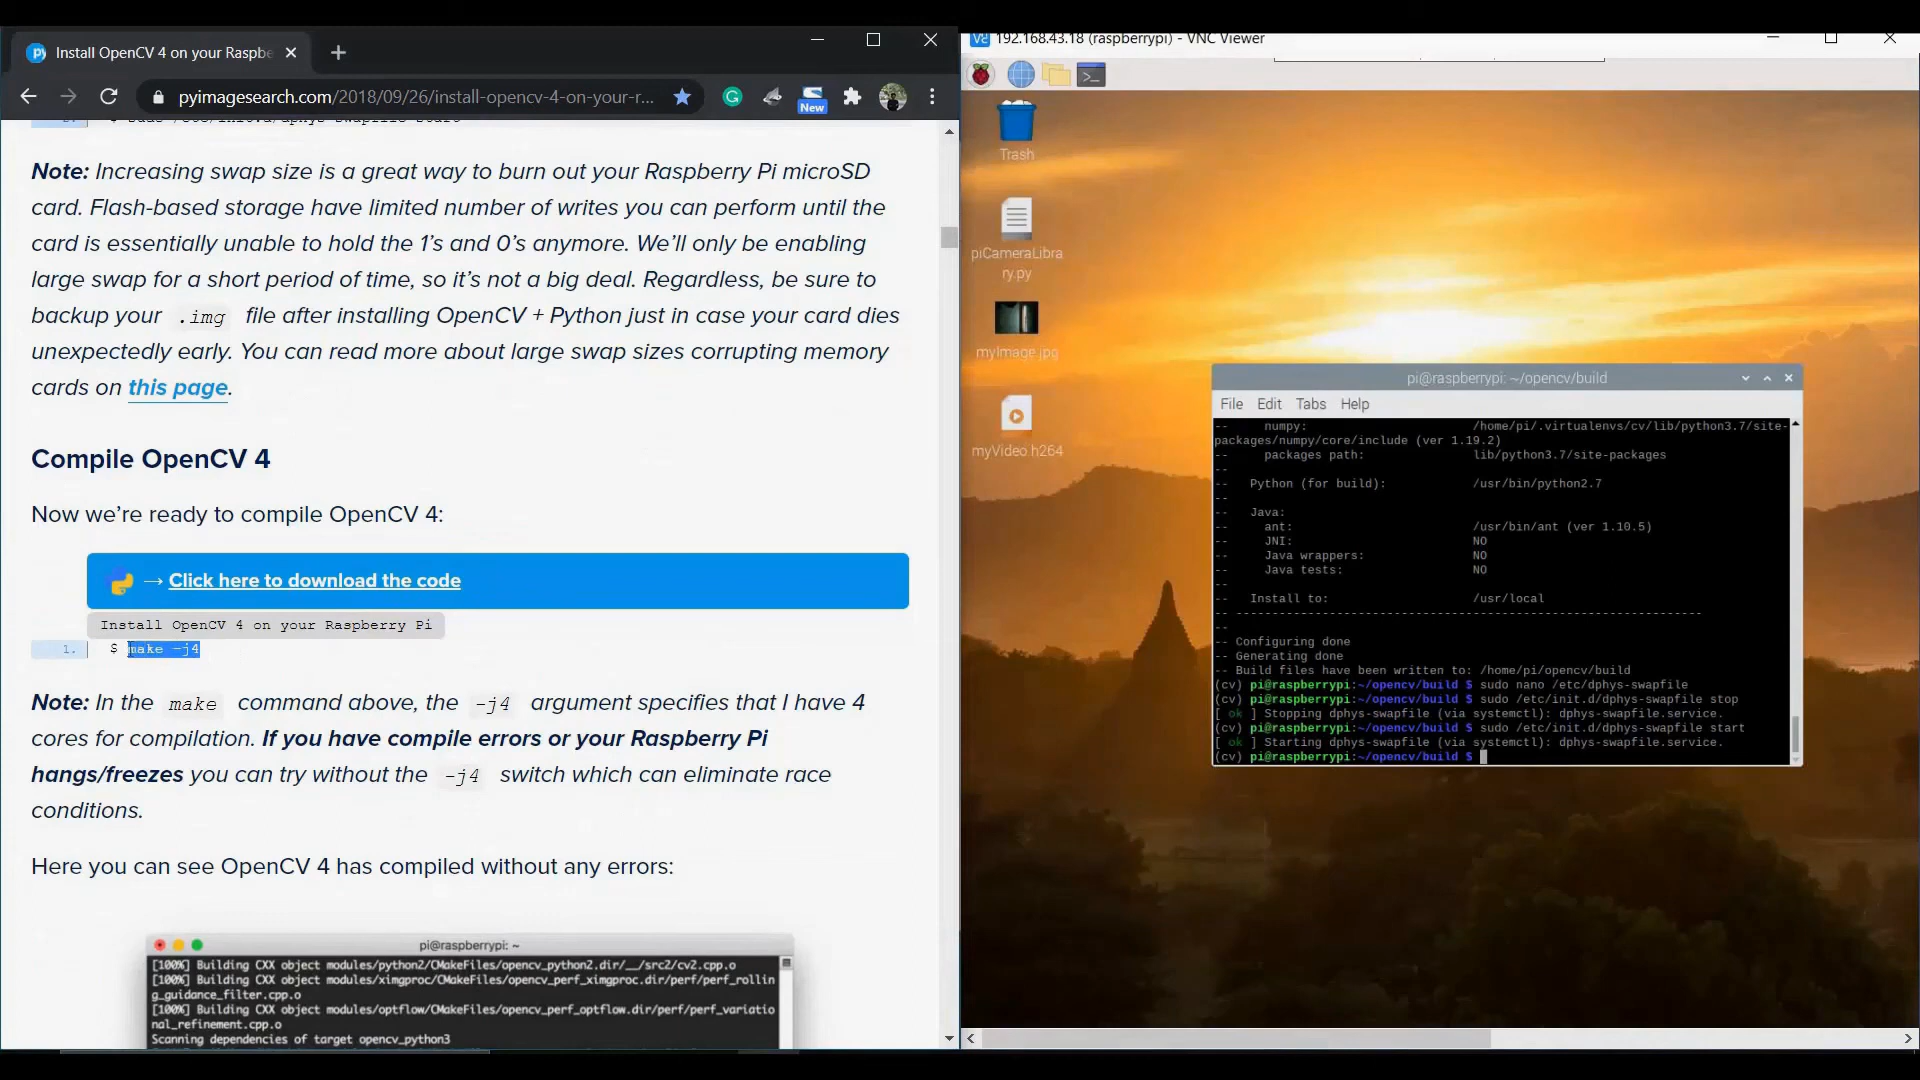 Install OpenCV 4 on your Raspbe
pyimagesearch.com/2018/09/26/install-opencv-4-on-your-r...
New
Note: Increasing swap size is a great way to burn out your Raspberry Pi microSD
card. Flash-based storage have limited number of writes you can perform until the
card is essentially unable to hold the 1's and 0's anymore. We'll only be enabling
large swap for a short period of time, so it's not a big deal. Regardless, be sure to
backup your .img file after installing OpenCV + Python just in case your card dies
unexpectedly early. You can read more about large swap sizes corrupting memory
cards on this page.
Compile OpenCV 4
Now we're ready to compile OpenCV 4:
→ Click here to download the code
Install OpenCV 4 on your Raspberry Pi
1. $ make -j4
Note: In the make command above, the -j4 argument specifies that I have 4
cores for compilation. If you have compile errors or your Raspberry Pi
hangs/freezes you can try without the -j4 switch which can eliminate race
conditions.
Here you can see OpenCV 4 has compiled without any errors:
pi@raspberrypi: ~
[100%] Building CXX object modules/python2/CMakeFiles/opencv_python2.dir/__/src2/cv2.cpp.o
[100%] Building CXX object modules/ximgproc/CMakeFiles/opencv_perf_ximgproc.dir/perf/perf_rollin
g_guidance_filter.cpp.o
[100%] Building CXX object modules/optflow/CMakeFiles/opencv_perf_optflow.dir/perf/perf_variatio
nal_refinement.cpp.o
Scanning dependencies of target opencv_python3
192.168.43.18 (raspberrypi) - VNC Viewer
Trash
piCameraLibra
ry.py
myImage.jpg
myVideo.h264
pi@raspberrypi: ~/opencv/build
File Edit Tabs Help
-- numpy: /home/pi/.virtualenvs/cv/lib/python3.7/site-
packages/numpy/core/include (ver 1.19.2)
-- packages path: lib/python3.7/site-packages
--
-- Python (for build): /usr/bin/python2.7
--
-- Java:
-- ant: /usr/bin/ant (ver 1.10.5)
-- JNI: NO
-- Java wrappers: NO
-- Java tests: NO
--
-- Install to: /usr/local
-- -----------------------------------------------------------------
--
-- Configuring done
-- Generating done
-- Build files have been written to: /home/pi/opencv/build
(cv) pi@raspberrypi:~/opencv/build $ sudo nano /etc/dphys-swapfile
(cv) pi@raspberrypi:~/opencv/build $ sudo /etc/init.d/dphys-swapfile stop
[ ok ] Stopping dphys-swapfile (via systemctl): dphys-swapfile.service.
(cv) pi@raspberrypi:~/opencv/build $ sudo /etc/init.d/dphys-swapfile start
[ ok ] Starting dphys-swapfile (via systemctl): dphys-swapfile.service.
(cv) pi@raspberrypi:~/opencv/build $